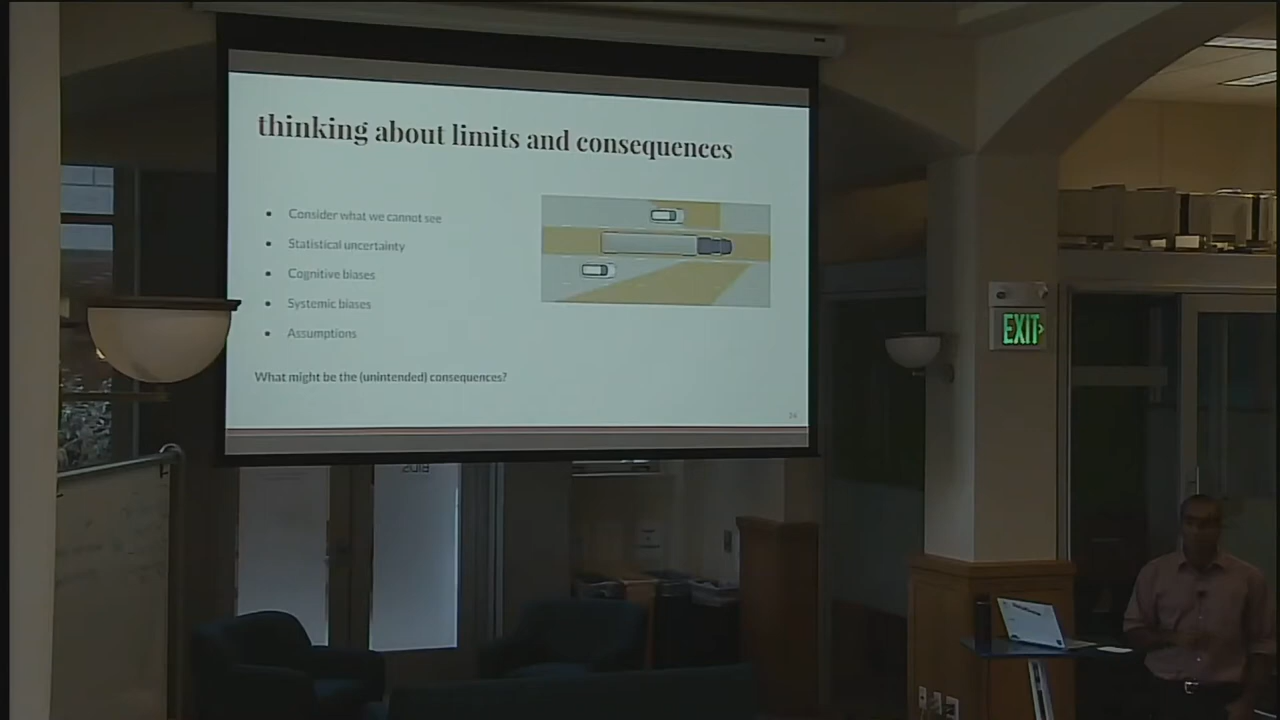 thinking about limits and consequences
Consider what we cannot see
Statistical uncertainty
Cognitive biases
Systemic biases
Assumptions
What might be the (unintended) consequences?
EXIT